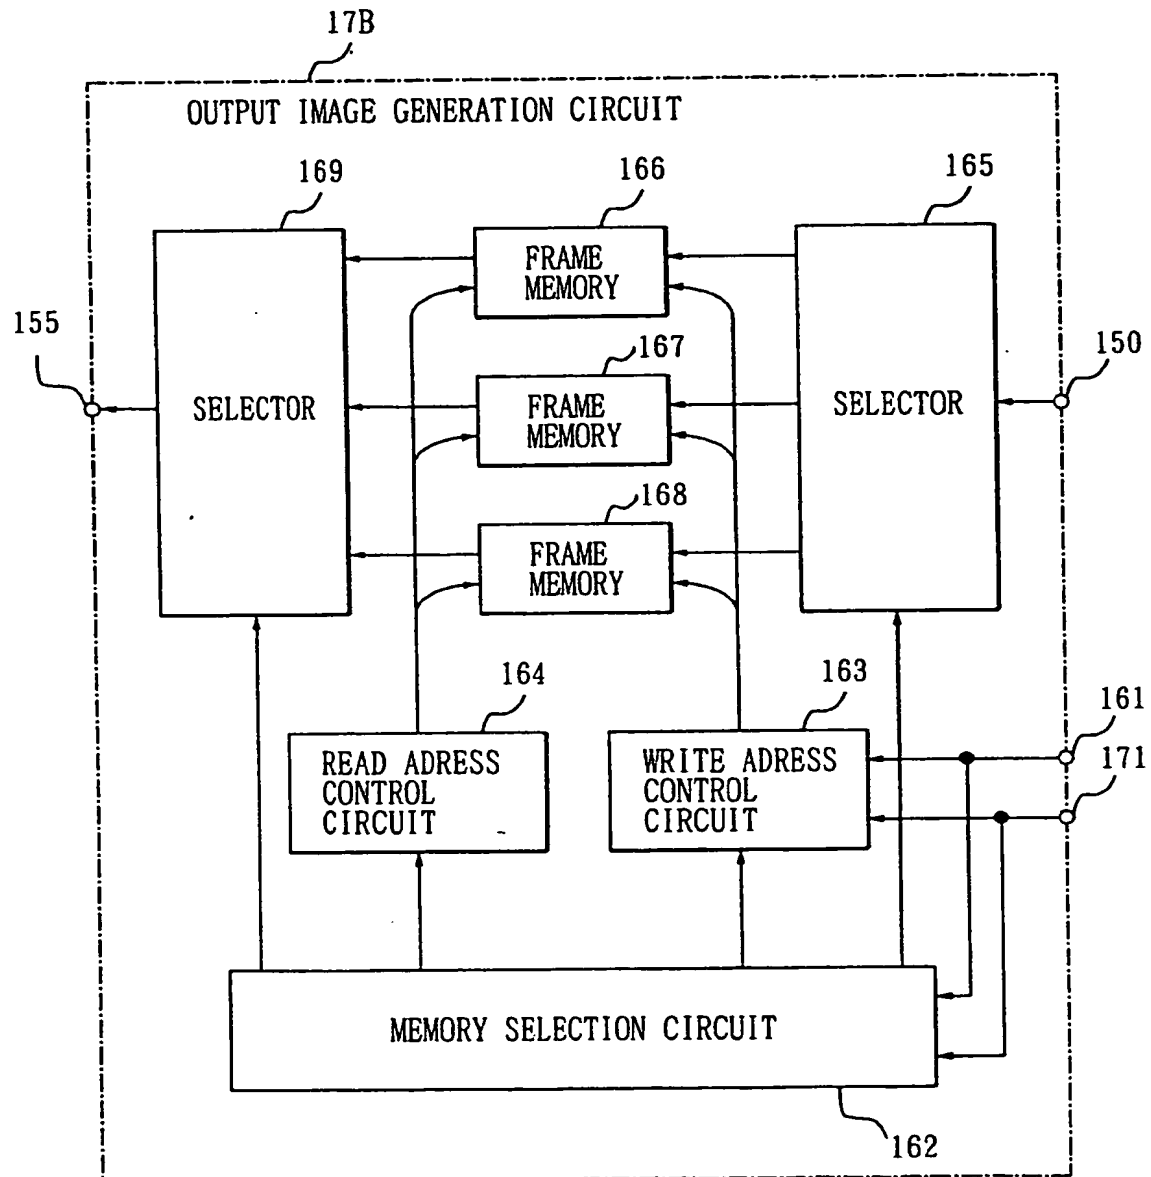 17B
OUTPUT IMAGE GENERATION CIRCUIT
169
166
165
FRAME
MEMORY
155
167
150
SELECTOR
FRAME
MEMORY
SELECTOR
168
FRAME
MEMORY
164
163
161
READ ADRESS
CONTROL
CIRCUIT
WRITE ADRESS
CONTROL
CIRCUIT
171
MEMORY SELECTION CIRCUIT
162